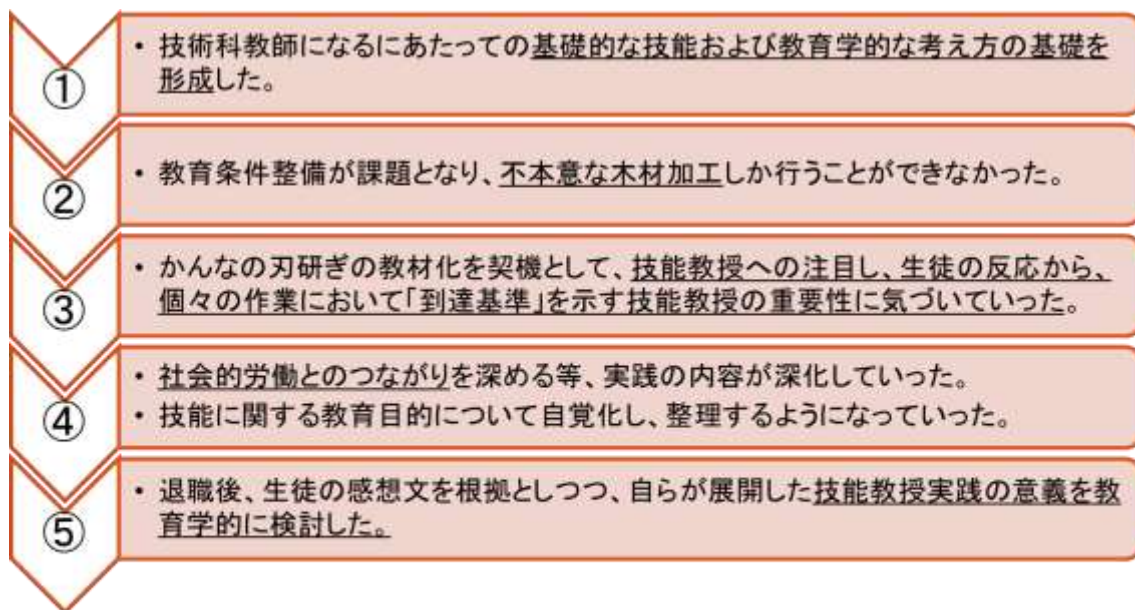 ①
・ 技術科教師になるにあたっての基礎的な技能および教育学的な考え方の基礎を
形成した。
②
・ 教育条件整備が課題となり、不本意な木材加工しか行うことができなかった。
③
・ かんなの刃研ぎの教材化を契機として、技能教授への注目し、生徒の反応から、
個々の作業において「到達基準」を示す技能教授の重要性に気づいていった。
④
・ 社会的労働とのつながりを深める等、実践の内容が深化していった。
・ 技能に関する教育目的について自覚化し、整理するようになっていった。
⑤
・ 退職後、生徒の感想文を根拠としつつ、自らが展開した技能教授実践の意義を教
育学的に検討した。